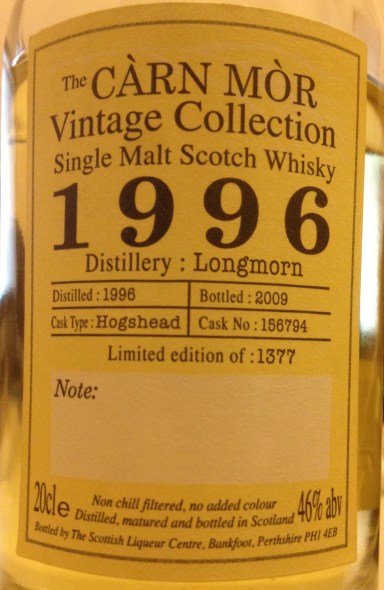 The CÀRN MÒR
Vintage Collection
Single Malt Scotch Whisky
1996
Distillery : Longmorn
Distilled : 1996 Bottled : 2009
Cask Type : Hogshead Cask No : 156794
Limited edition of : 1377
Note:
20cl e Non chill filtered, no added colour 46% abv
Distilled, matured and bottled in Scotland
Bottled by The Scottish Liqueur Centre, Bankfoot, Perthshire PH1 4EB